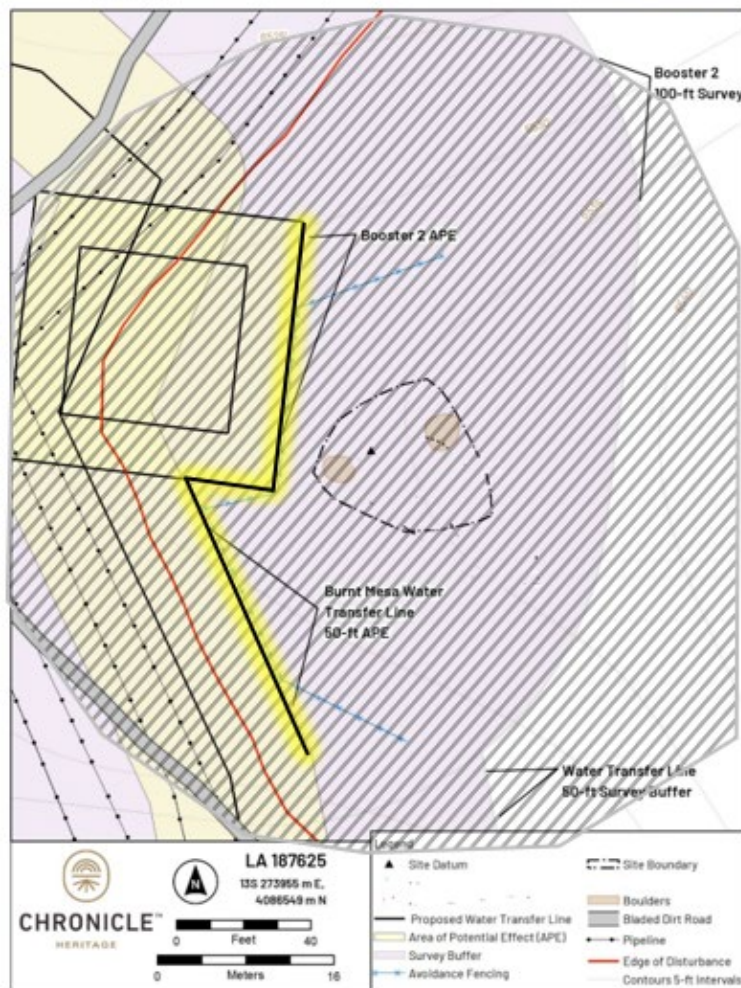 Booster 2
100-ft Survey
Booster 2 APE
Burnt Mesa Water
Transfer Line
50-ft APE
Water Transfer Line
50-ft Survey Buffer
LA 187625
13S 273955 m E,
4086549 m N
N
CHRONICLE™
HERITAGE
0 40
Feet
0 16
Meters
Legend
Site Datum
Proposed Water Transfer Line
Area of Potential Effect (APE)
Survey Buffer
Avoidance Fencing
Site Boundary
Boulders
Bladed Dirt Road
Pipeline
Edge of Disturbance
Contours 5-ft Intervals